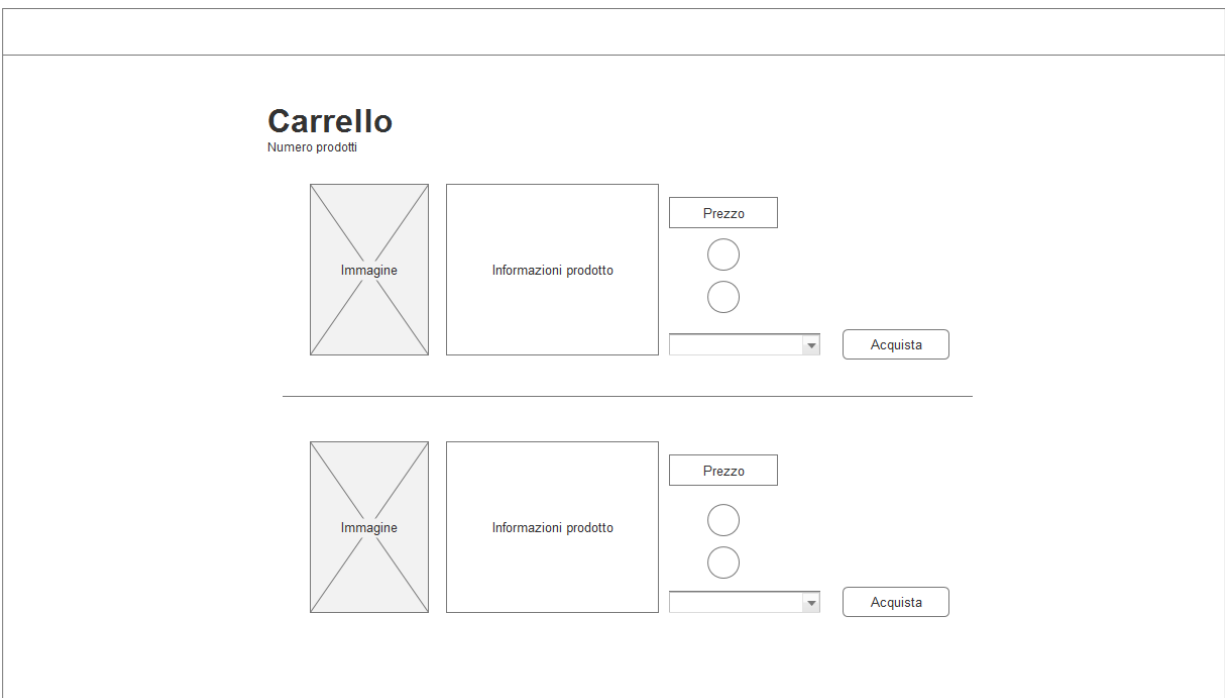 Carrello
Numero prodotti
Immagine
Informazioni prodotto
Prezzo
Acquista
Immagine
Informazioni prodotto
Prezzo
Acquista